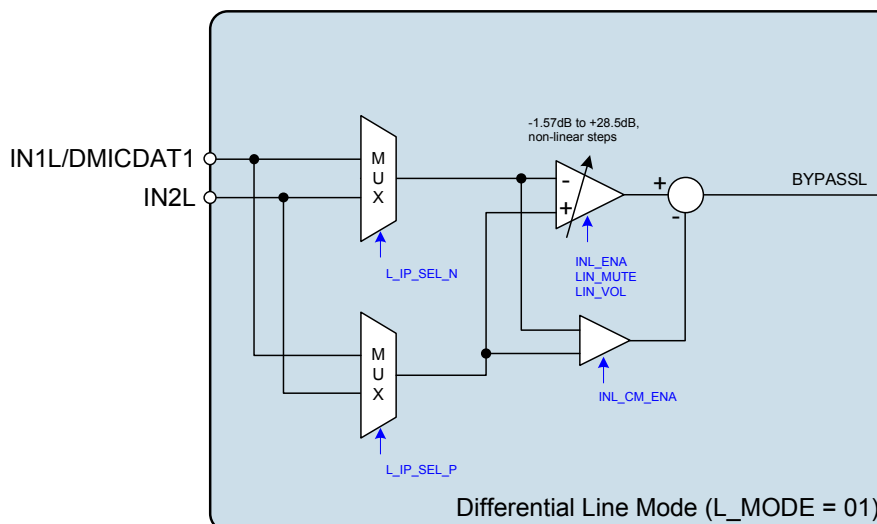 -1.57dB to +28.5dB,
non-linear steps
IN1L/DMICDAT1
IN2L
M
U
X
L_IP_SEL_N
-
+
INL_ENA
LIN_MUTE
LIN_VOL
+
-
BYPASSL
M
U
X
L_IP_SEL_P
INL_CM_ENA
Differential Line Mode (L_MODE = 01)